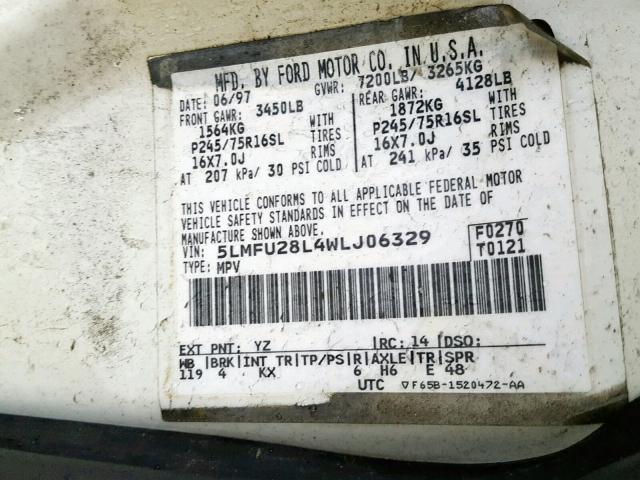 MFD. BY FORD MOTOR CO. IN U.S.A.
DATE: 06/97 GVWR: 7200LB/ 3265KG
FRONT GAWR: 3450LB REAR GAWR: 4128LB
1564KG WITH 1872KG WITH
P245/75R16SL TIRES P245/75R16SL TIRES
16X7.0J RIMS 16X7.0J RIMS
AT 207 kPa/ 30 PSI COLD AT 241 kPa/ 35 PSI COLD
THIS VEHICLE CONFORMS TO ALL APPLICABLE FEDERAL MOTOR
VEHICLE SAFETY STANDARDS IN EFFECT ON THE DATE OF
MANUFACTURE SHOWN ABOVE.
VIN: 5LMFU28L4WLJ06329 F0270
TYPE: MPV T0121
EXT PNT: YZ RC: 14 DSO:
WB BRK INT TR TP/PS R AXLE TR SPR
119 4 KX 6 H6 E 48
UTC ▽F65B-1520472-AA